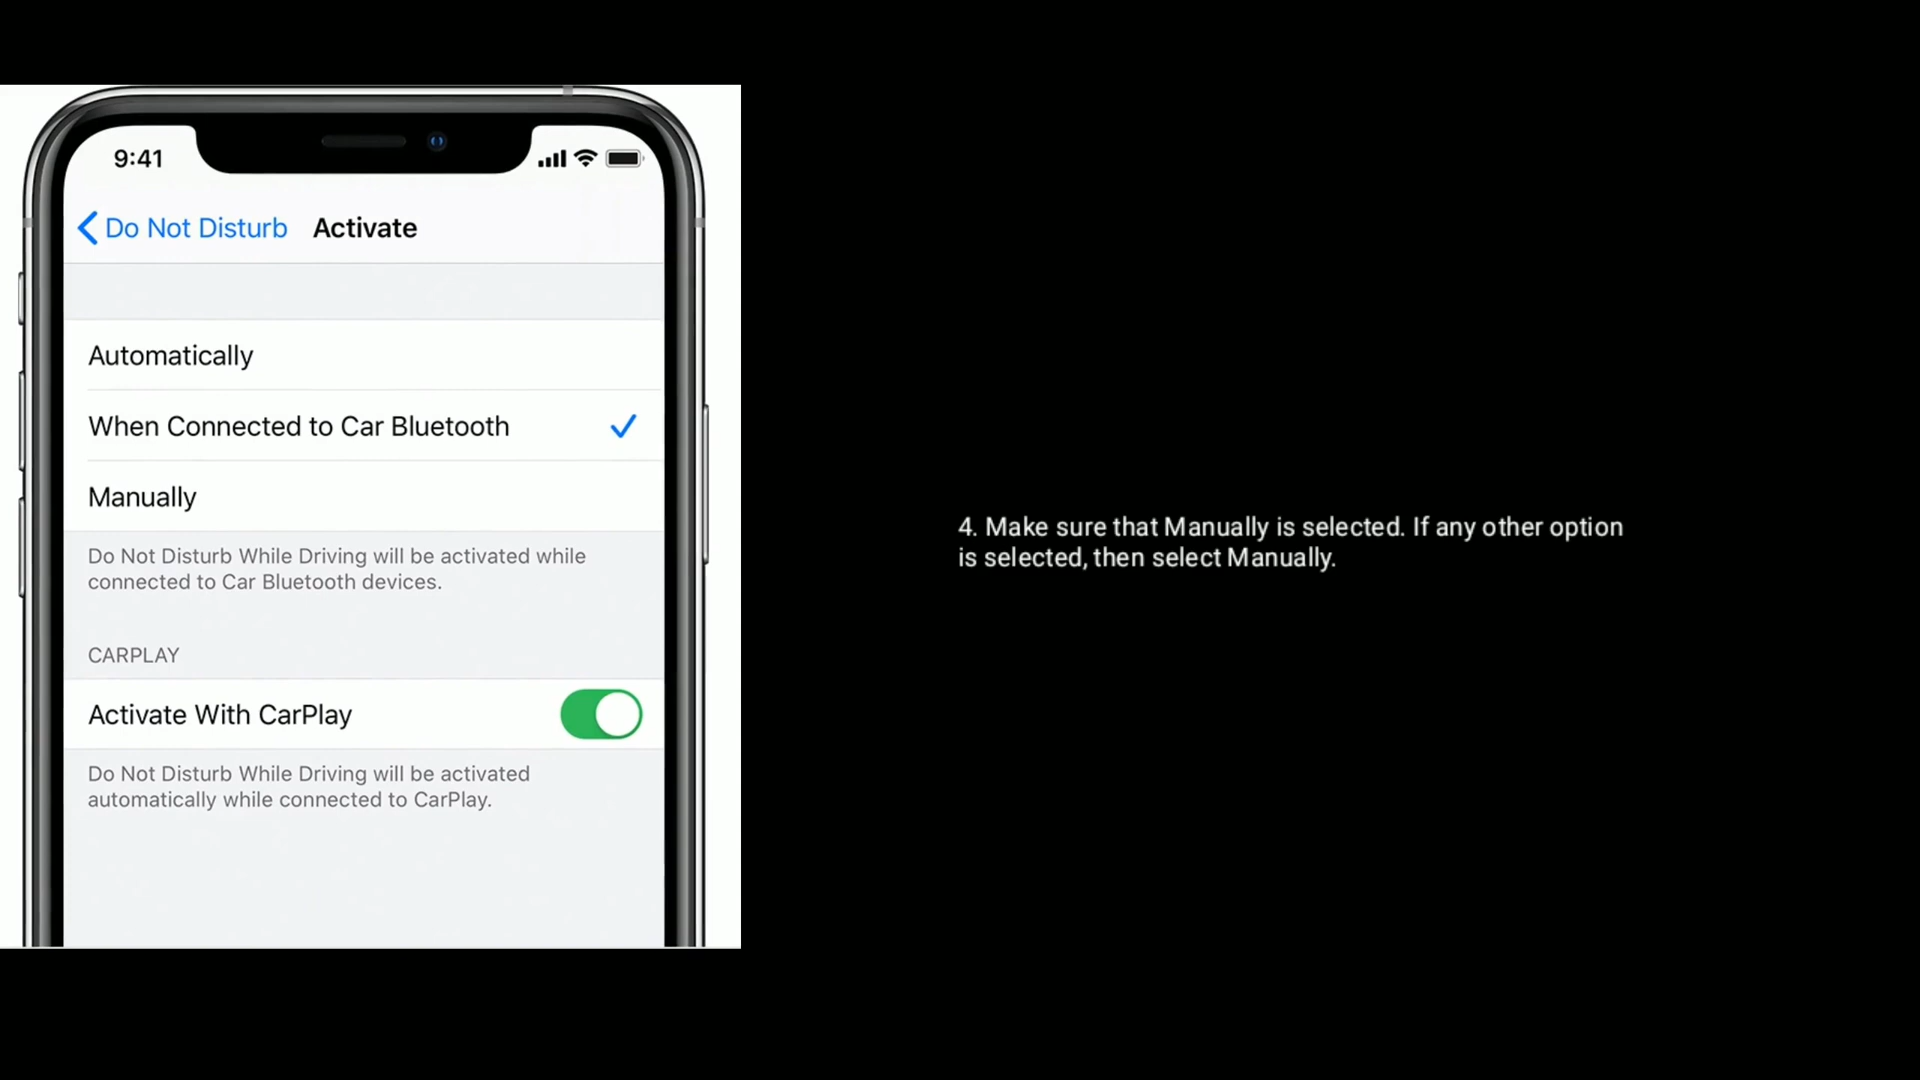 9:41
Do Not Disturb Activate
Automatically
When Connected to Car Bluetooth
Manually
Do Not Disturb While Driving will be activated while
connected to Car Bluetooth devices.
CARPLAY
Activate With CarPlay
Do Not Disturb While Driving will be activated
automatically while connected to CarPlay.
4. Make sure that Manually is selected. If any other option
is selected, then select Manually.